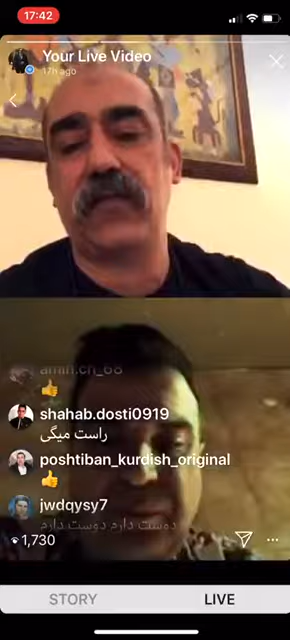 17:42
Your Live Video
17h ago
amin.ch_68
👍
shahab.dosti0919
راست میگی
poshtiban_kurdish_original
👍
jwdqysy7
دوست دارم دوست دارم
1,730
STORY
LIVE